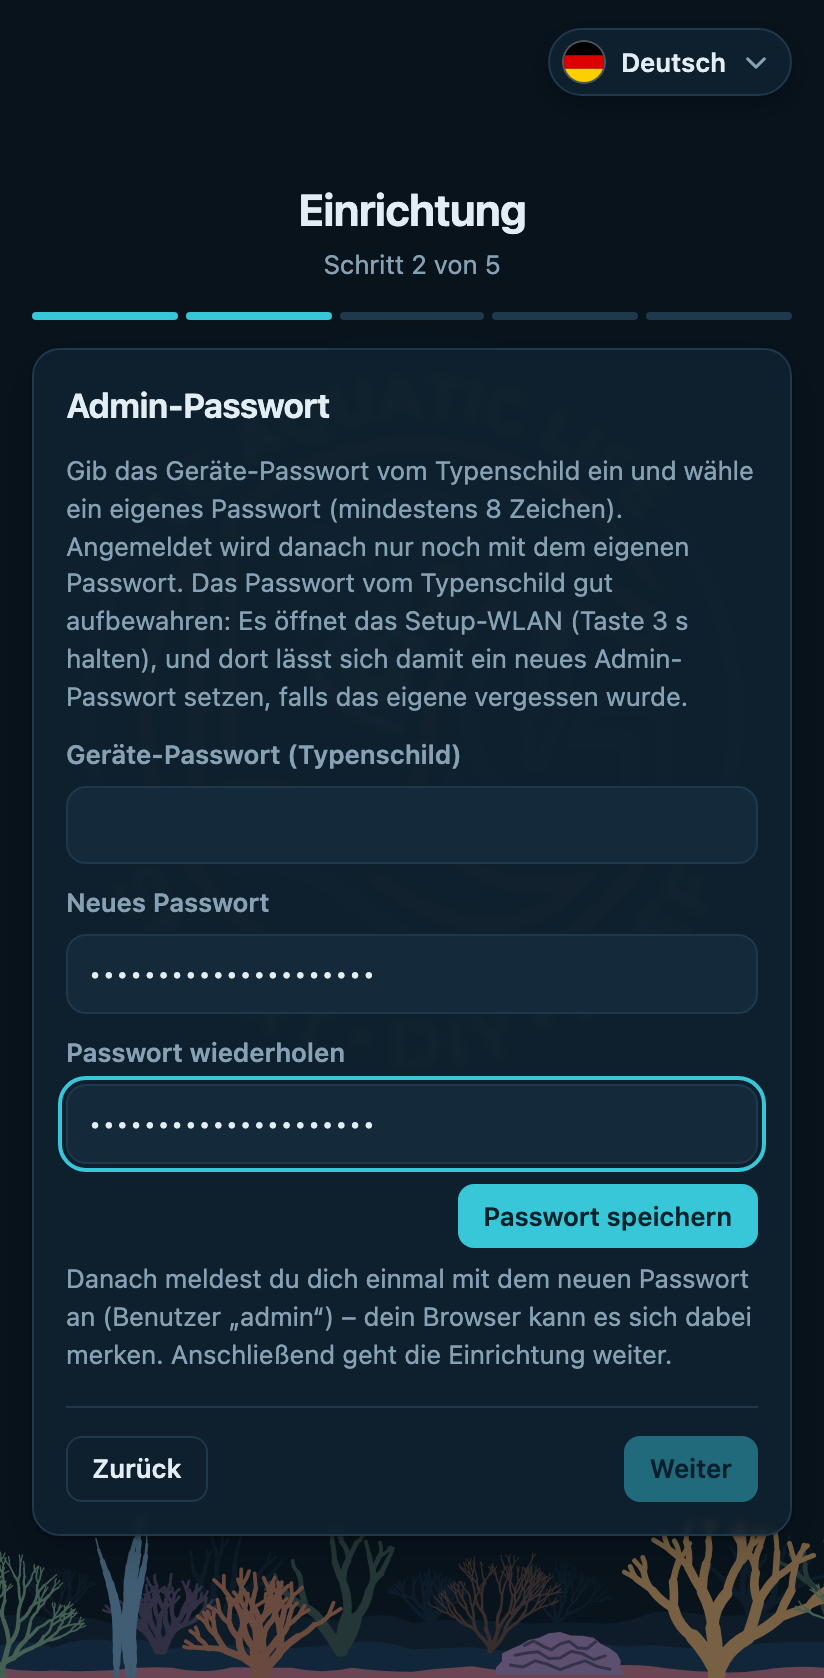 Deutsch
Einrichtung
Schritt 2 von 5
Admin-Passwort
Gib das Geräte-Passwort vom Typenschild ein und wähle
ein eigenes Passwort (mindestens 8 Zeichen).
Angemeldet wird danach nur noch mit dem eigenen
Passwort. Das Passwort vom Typenschild gut
aufbewahren: Es öffnet das Setup-WLAN (Taste 3 s
halten), und dort lässt sich damit ein neues Admin-
Passwort setzen, falls das eigene vergessen wurde.
Geräte-Passwort (Typenschild)
Neues Passwort
•••••••••••••••••••••
Passwort wiederholen
•••••••••••••••••••••
Passwort speichern
Danach meldest du dich einmal mit dem neuen Passwort
an (Benutzer „admin“) – dein Browser kann es sich dabei
merken. Anschließend geht die Einrichtung weiter.
Zurück
Weiter